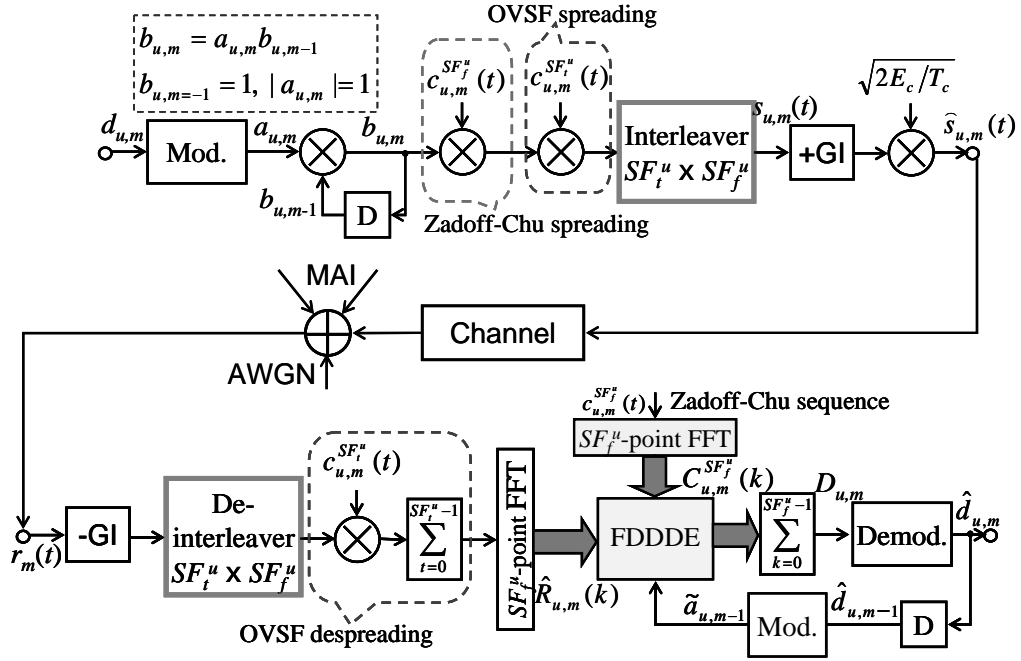 OVSF spreading
b_{u,m} = a_{u,m} b_{u,m-1}
b_{u,m=-1} = 1, | a_{u,m} |= 1
c_{u,m}^{SF_f^u}(t)
c_{u,m}^{SF_t^u}(t)
√2E_c/T_c
d_{u,m}
Mod.
a_{u,m}
b_{u,m}
Interleaver
SF_t^u x SF_f^u
s_{u,m}(t)
+GI
ŝ_{u,m}(t)
b_{u,m-1}
D
Zadoff-Chu spreading
MAI
Channel
AWGN
c_{u,m}^{SF_f^u}(t)
Zadoff-Chu sequence
SF_f^u-point FFT
c_{u,m}^{SF_t^u}(t)
C_{u,m}^{SF_f^u}(k)
r_m(t)
-GI
De-
interleaver
SF_t^u x SF_f^u
SF_t^u-1
∑
t=0
SF_f^u-point FFT
R̂_{u,m}(k)
FDDDE
SF_f^u-1
∑
k=0
D_{u,m}
Demod.
d̂_{u,m}
OVSF despreading
ã_{u,m-1}
Mod.
d̂_{u,m-1}
D